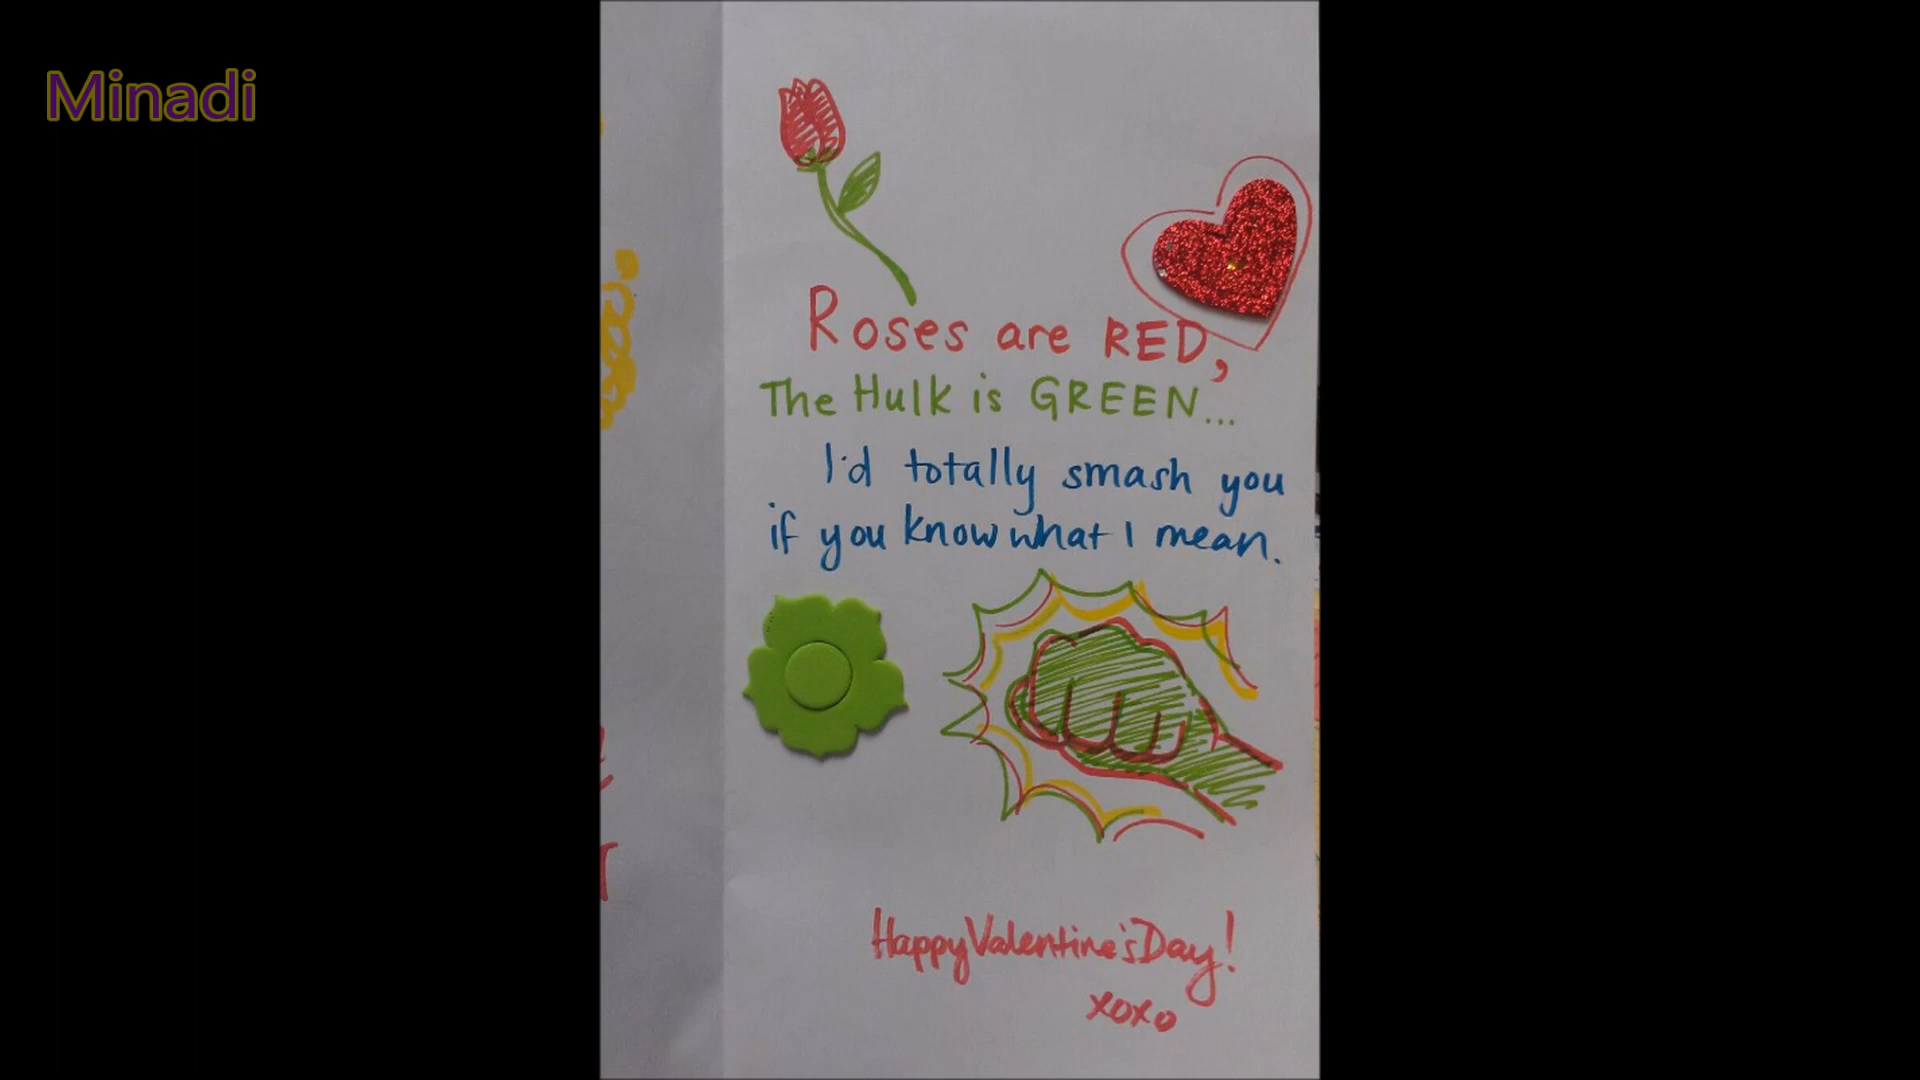 Minadi
Roses are RED,
The Hulk is GREEN...
I'd totally smash you
if you know what I mean.
Happy Valentine's Day!
xoxo